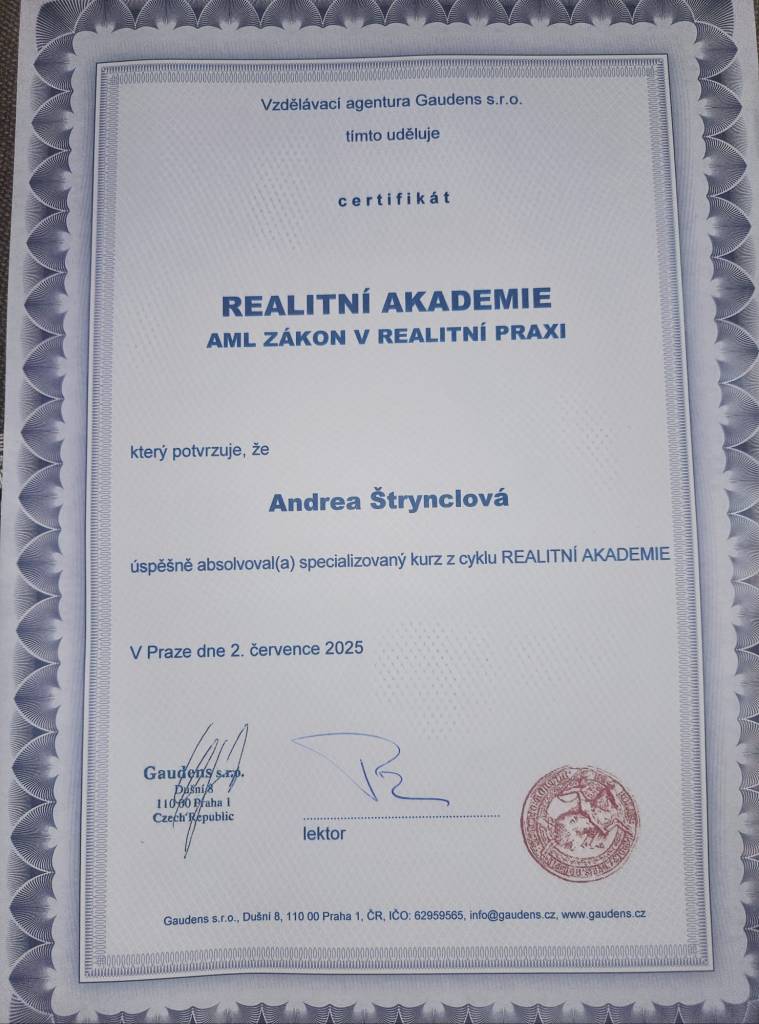 Vzdělávací agentura Gaudens s.r.o.
tímto uděluje
certifikát
REALITNÍ AKADEMIE
AML ZÁKON V REALITNÍ PRAXI
který potvrzuje, že
Andrea Štrynclová
úspěšně absolvoval(a) specializovaný kurz z cyklu REALITNÍ AKADEMIE
V Praze dne 2. července 2025
Gaudens s.r.o.
Dušní 8
110 00 Praha 1
Czech Republic
lektor
Gaudens s.r.o., Dušní 8, 110 00 Praha 1, ČR, IČO: 62959565, info@gaudens.cz, www.gaudens.cz